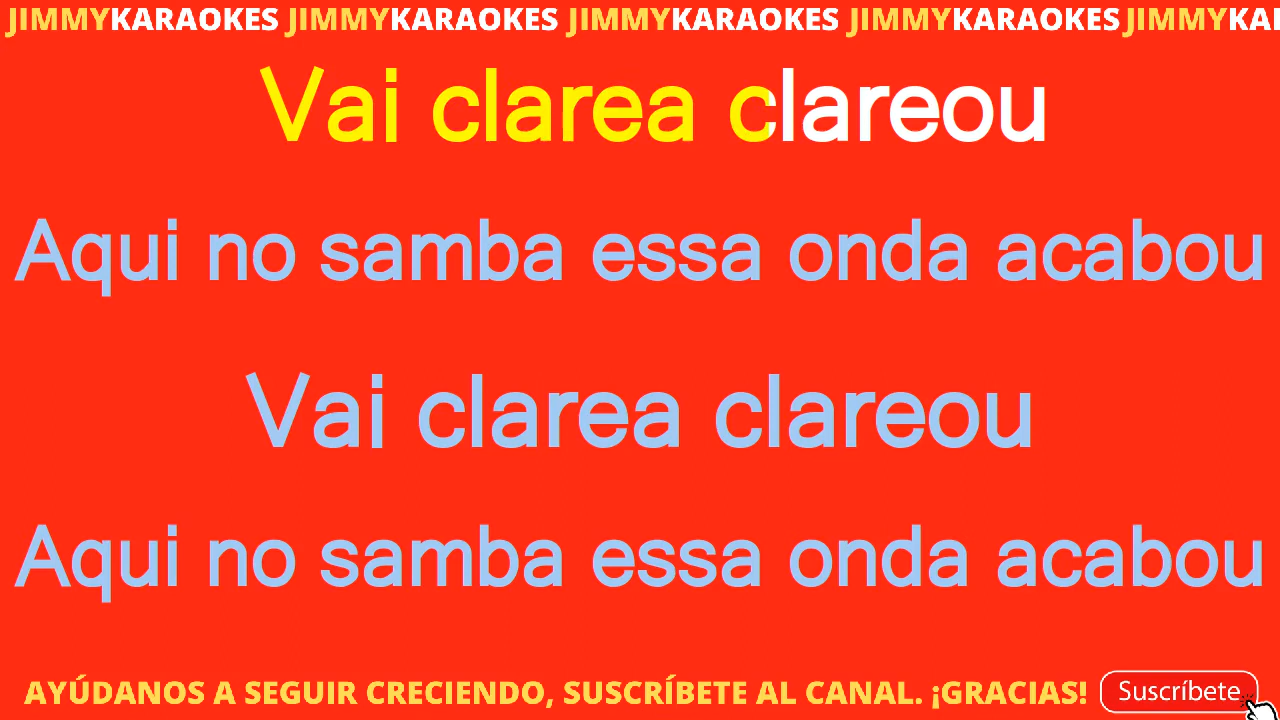 JIMMYKARAOKES JIMMYKARAOKES JIMMYKARAOKES JIMMYKARAOKES JIMMYKA
Vai clarea clareou
Aqui no samba essa onda acabou
Vai clarea clareou
Aqui no samba essa onda acabou
AYÚDANOS A SEGUIR CRECIENDO, SUSCRÍBETE AL CANAL. ¡GRACIAS! Suscríbete